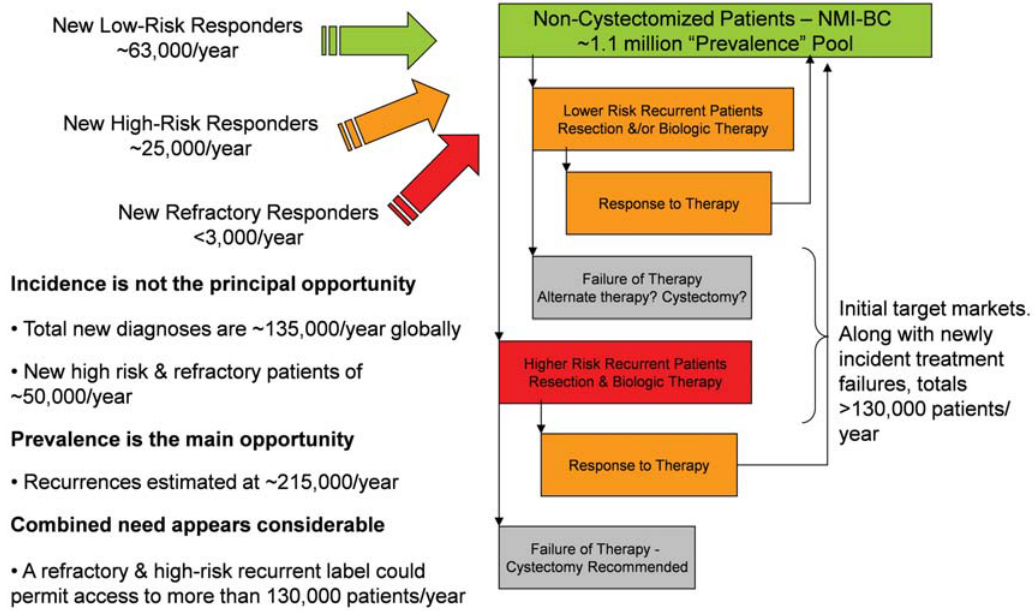 New Low-Risk Responders
~63,000/year
New High-Risk Responders
~25,000/year
New Refractory Responders
<3,000/year
Incidence is not the principal opportunity
• Total new diagnoses are ~135,000/year globally
• New high risk & refractory patients of
~50,000/year
Prevalence is the main opportunity
• Recurrences estimated at ~215,000/year
Combined need appears considerable
• A refractory & high-risk recurrent label could
permit access to more than 130,000 patients/year
Non-Cystectomized Patients – NMI-BC
~1.1 million “Prevalence” Pool
Lower Risk Recurrent Patients
Resection &/or Biologic Therapy
Response to Therapy
Failure of Therapy
Alternate therapy? Cystectomy?
Higher Risk Recurrent Patients
Resection & Biologic Therapy
Response to Therapy
Failure of Therapy -
Cystectomy Recommended
Initial target markets.
Along with newly
incident treatment
failures, totals
>130,000 patients/
year